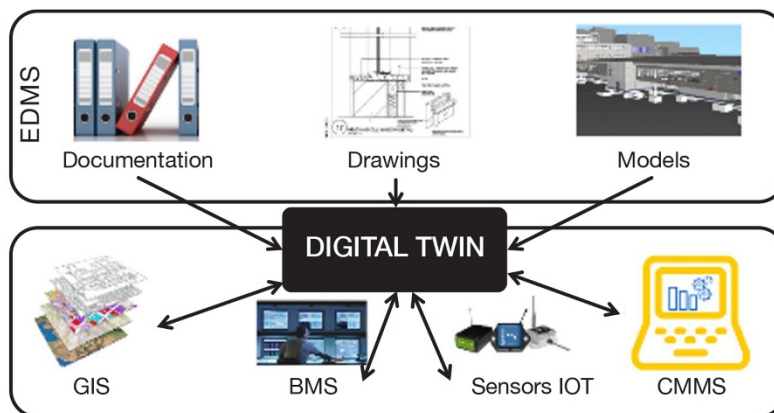 EDMS
Documentation
Drawings
Models
DIGITAL TWIN
GIS
BMS
Sensors IOT
CMMS